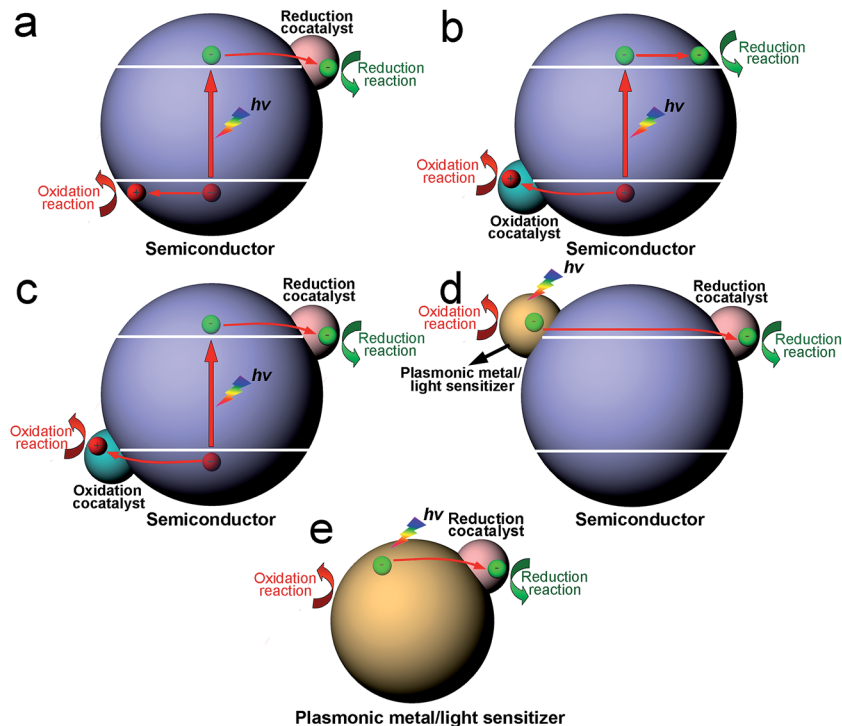 a
Reduction
cocatalyst
hv
Reduction
reaction
Oxidation
reaction
Semiconductor
b
Reduction
reaction
hv
Oxidation
reaction
Oxidation
cocatalyst
Semiconductor
c
Reduction
cocatalyst
hv
Reduction
reaction
Oxidation
reaction
Oxidation
cocatalyst
Semiconductor
d
hv
Oxidation
reaction
Plasmonic metal/
light sensitizer
Reduction
cocatalyst
Reduction
reaction
Semiconductor
e
hv
Reduction
cocatalyst
Oxidation
reaction
Reduction
reaction
Plasmonic metal/light sensitizer